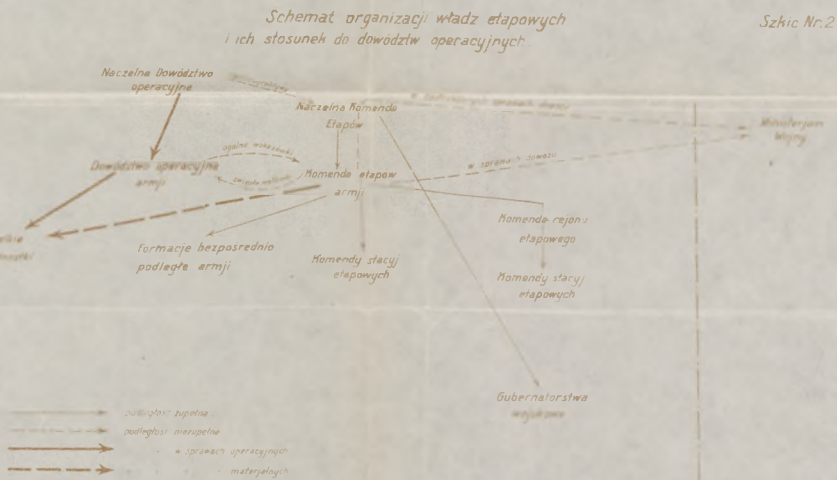 Schemat organizacji władz etapowych
i ich stosunek do dowództw operacyjnych.
Szkic Nr.2
Naczelne Dowództwo
operacyjne
Naczelna Komenda
Etapów
Ministerjum
Wojny
ogólne wskazówki
w sprawach dowozu
Dowództwo operacyjne
armji
Komenda etapów
armji
Komenda rejonu
etapowego
Formacje bezpośrednio
podległe armji
Komendy stacyj
etapowych
Komendy stacyj
etapowych
Gubernatorstwa
wojskowe
podległość zupełna
podległość niezupełna
" " w sprawach operacyjnych
" " " materjalnych